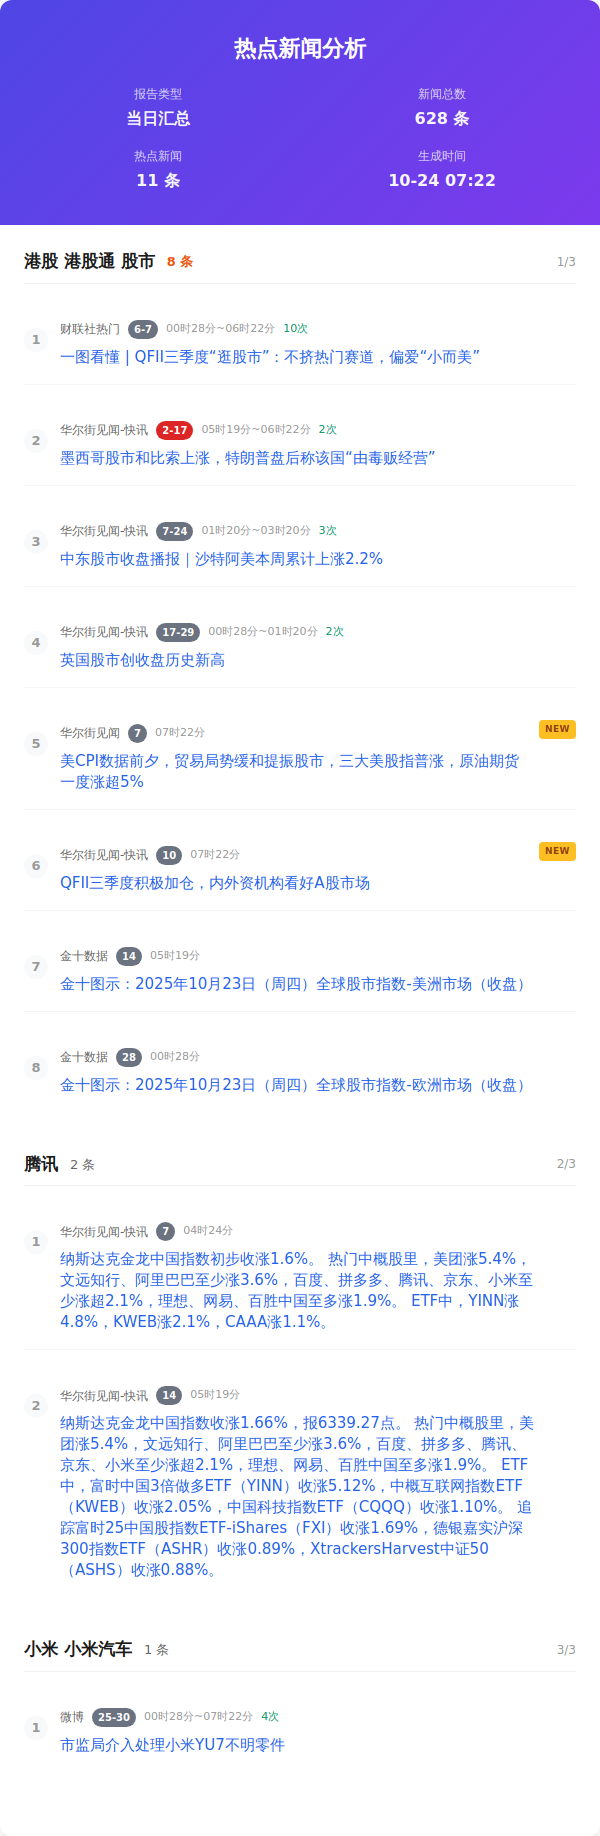 热点新闻分析
报告类型
新闻总数
当日汇总
628 条
热点新闻
生成时间
11 条
10-24 07:22
港股 港股通 股市 8 条 1/3
1
财联社热门 6-7 00时28分~06时22分 10次
一图看懂 | QFII三季度“逛股市”：不挤热门赛道，偏爱“小而美”
2
华尔街见闻-快讯 2-17 05时19分~06时22分 2次
墨西哥股市和比索上涨，特朗普盘后称该国“由毒贩经营”
3
华尔街见闻-快讯 7-24 01时20分~03时20分 3次
中东股市收盘播报｜沙特阿美本周累计上涨2.2%
4
华尔街见闻-快讯 17-29 00时28分~01时20分 2次
英国股市创收盘历史新高
5
华尔街见闻 7 07时22分 NEW
美CPI数据前夕，贸易局势缓和提振股市，三大美股指普涨，原油期货
一度涨超5%
6
华尔街见闻-快讯 10 07时22分 NEW
QFII三季度积极加仓，内外资机构看好A股市场
7
金十数据 14 05时19分
金十图示：2025年10月23日（周四）全球股市指数-美洲市场（收盘）
8
金十数据 28 00时28分
金十图示：2025年10月23日（周四）全球股市指数-欧洲市场（收盘）
腾讯 2 条 2/3
1
华尔街见闻-快讯 7 04时24分
纳斯达克金龙中国指数初步收涨1.6%。 热门中概股里，美团涨5.4%，
文远知行、阿里巴巴至少涨3.6%，百度、拼多多、腾讯、京东、小米至
少涨超2.1%，理想、网易、百胜中国至多涨1.9%。 ETF中，YINN涨
4.8%，KWEB涨2.1%，CAAA涨1.1%。
2
华尔街见闻-快讯 14 05时19分
纳斯达克金龙中国指数收涨1.66%，报6339.27点。 热门中概股里，美
团涨5.4%，文远知行、阿里巴巴至少涨3.6%，百度、拼多多、腾讯、
京东、小米至少涨超2.1%，理想、网易、百胜中国至多涨1.9%。 ETF
中，富时中国3倍做多ETF（YINN）收涨5.12%，中概互联网指数ETF
（KWEB）收涨2.05%，中国科技指数ETF（CQQQ）收涨1.10%。 追
踪富时25中国股指数ETF-iShares（FXI）收涨1.69%，德银嘉实沪深
300指数ETF（ASHR）收涨0.89%，XtrackersHarvest中证50
（ASHS）收涨0.88%。
小米 小米汽车 1 条 3/3
1
微博 25-30 00时28分~07时22分 4次
市监局介入处理小米YU7不明零件